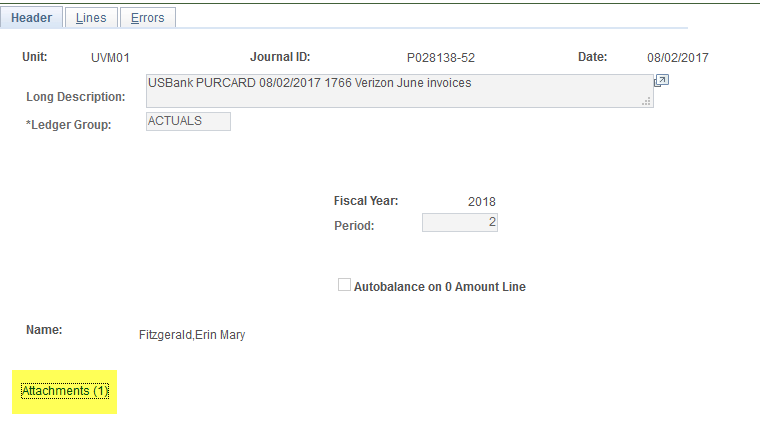 Header Lines Errors
Unit: UVM01 Journal ID: P028138-52 Date: 08/02/2017
Long Description: USBank PURCARD 08/02/2017 1766 Verizon June invoices
*Ledger Group: ACTUALS
Fiscal Year: 2018
Period: 2
Autobalance on 0 Amount Line
Name: Fitzgerald,Erin Mary
Attachments (1)